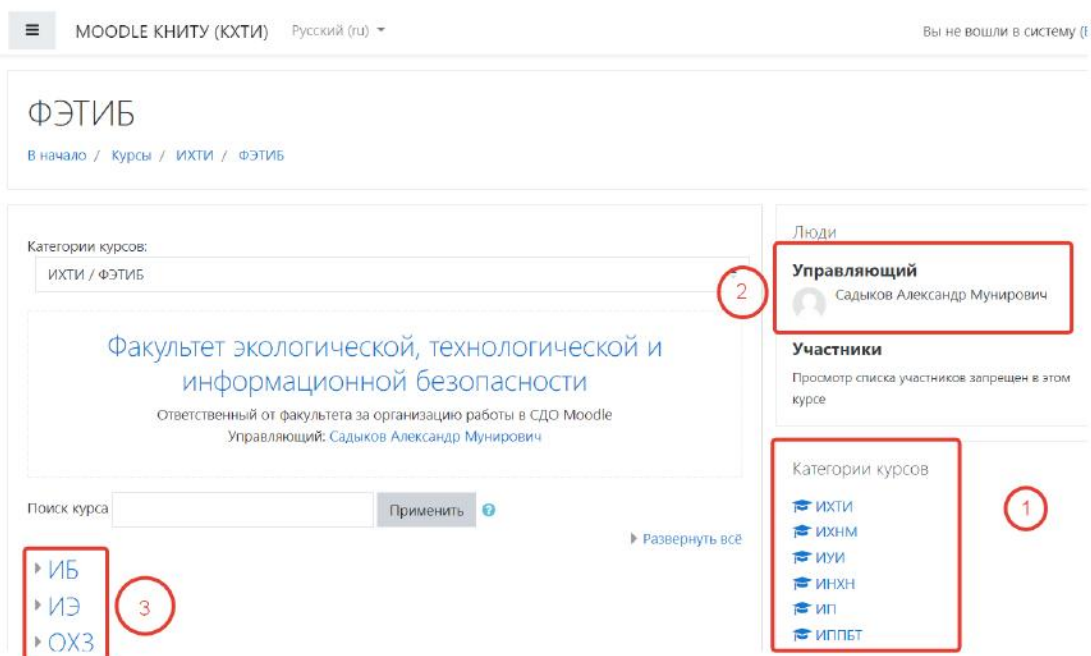 MOODLE КНИТУ (КХТИ) Русский (ru)
Вы не вошли в систему (
ФЭТИБ
В начало / Курсы / ИХТИ / ФЭТИБ
Категории курсов:
ИХТИ / ФЭТИБ
Факультет экологической, технологической и
информационной безопасности
Ответственный от факультета за организацию работы в СДО Moodle
Управляющий: Садыков Александр Мунирович
Поиск курса
Применить
Развернуть всё
ИБ
ИЭ
ОХЗ
3
Люди
2
Управляющий
Садыков Александр Мунирович
Участники
Просмотр списка участников запрещен в этом
курсе
Категории курсов
1
ИХТИ
ИХНМ
ИУИ
ИНХН
ИП
ИППБТ